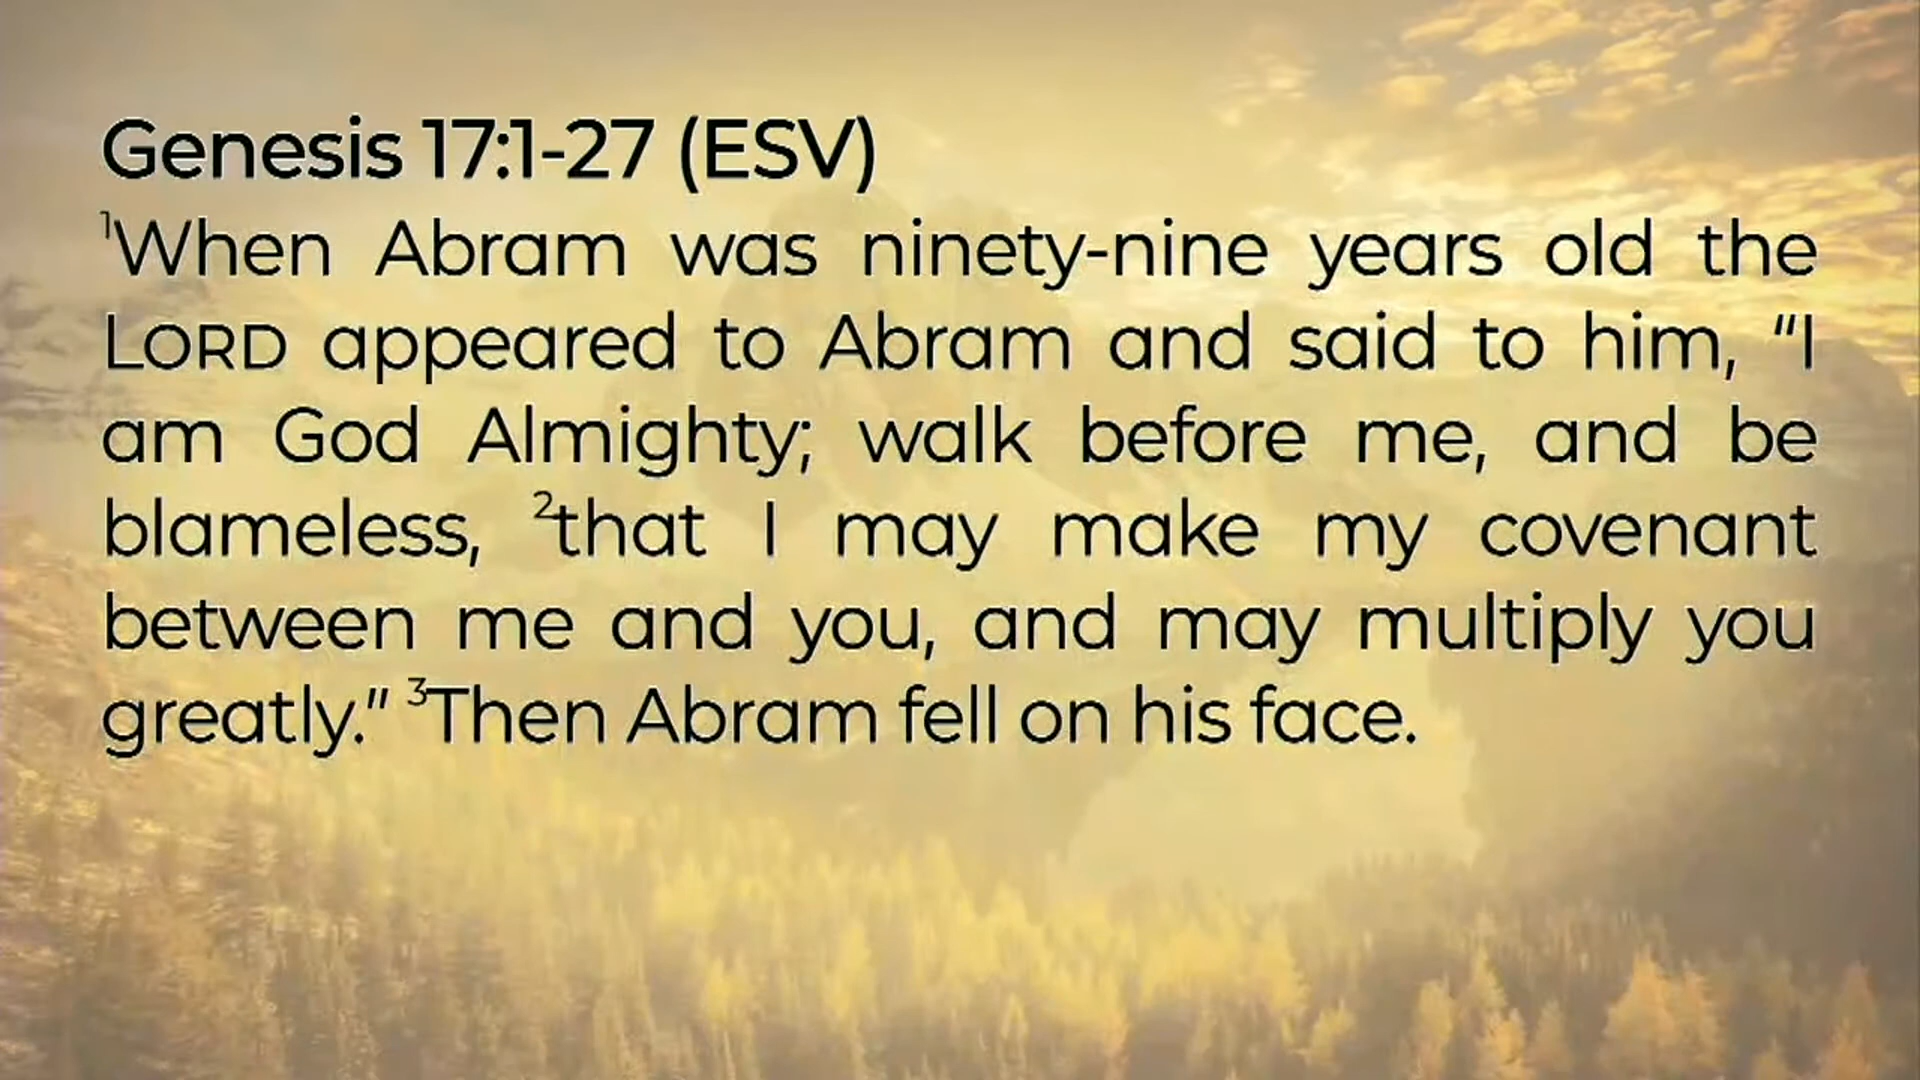 Genesis 17:1-27 (ESV)
¹When Abram was ninety-nine years old the
LORD appeared to Abram and said to him, “I
am God Almighty; walk before me, and be
blameless, ²that I may make my covenant
between me and you, and may multiply you
greatly.” ³Then Abram fell on his face.